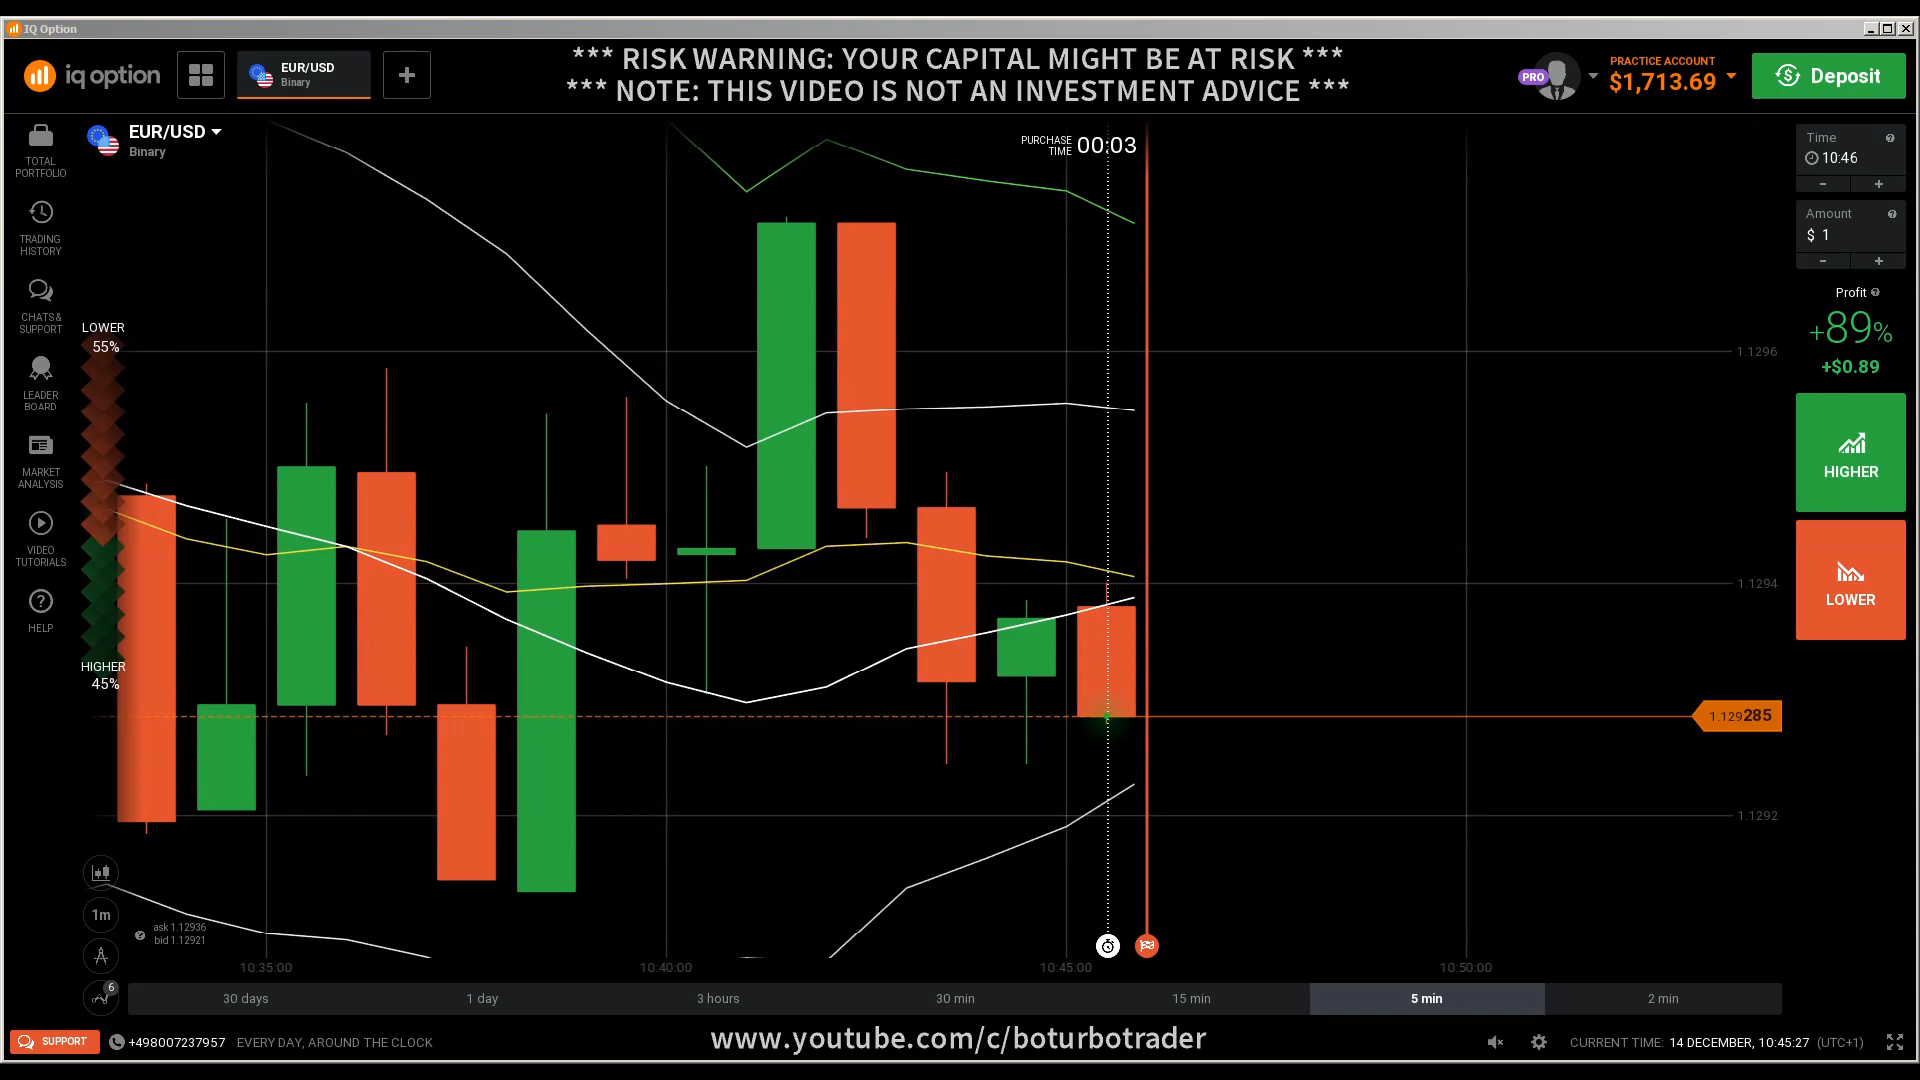 IQ Option
iq option
EUR/USD
Binary
*** RISK WARNING: YOUR CAPITAL MIGHT BE AT RISK ***
*** NOTE: THIS VIDEO IS NOT AN INVESTMENT ADVICE ***
PRO
PRACTICE ACCOUNT
$1,713.69
Deposit
TOTAL
PORTFOLIO
TRADING
HISTORY
CHATS &
SUPPORT
LEADER
BOARD
MARKET
ANALYSIS
VIDEO
TUTORIALS
HELP
EUR/USD
Binary
PURCHASE
TIME
00:03
LOWER
55%
HIGHER
45%
1.1296
1.1294
1.129285
1.1292
Time
10:46
- +
Amount
$ 1
- +
Profit
+89%
+$0.89
HIGHER
LOWER
1m
6
ask 1.12936
bid 1.12921
10:35:00
10:40:00
10:45:00
10:50:00
30 days
1 day
3 hours
30 min
15 min
5 min
2 min
SUPPORT
+498007237957
EVERY DAY, AROUND THE CLOCK
www.youtube.com/c/boturbotrader
CURRENT TIME: 14 DECEMBER, 10:45:27 (UTC+1)